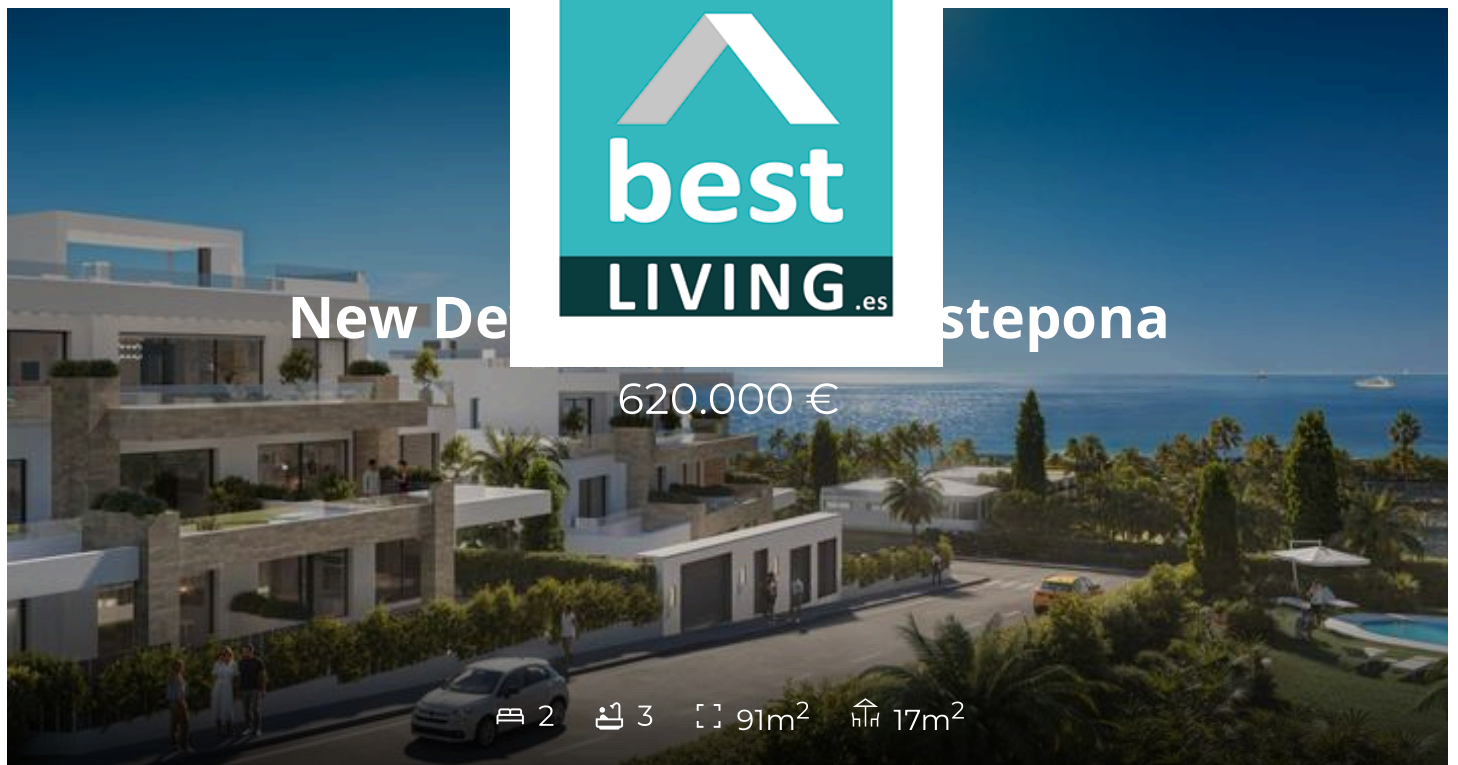 best
LIVING.es
New De stepona
620.000 €
2 3 91m² 17m²